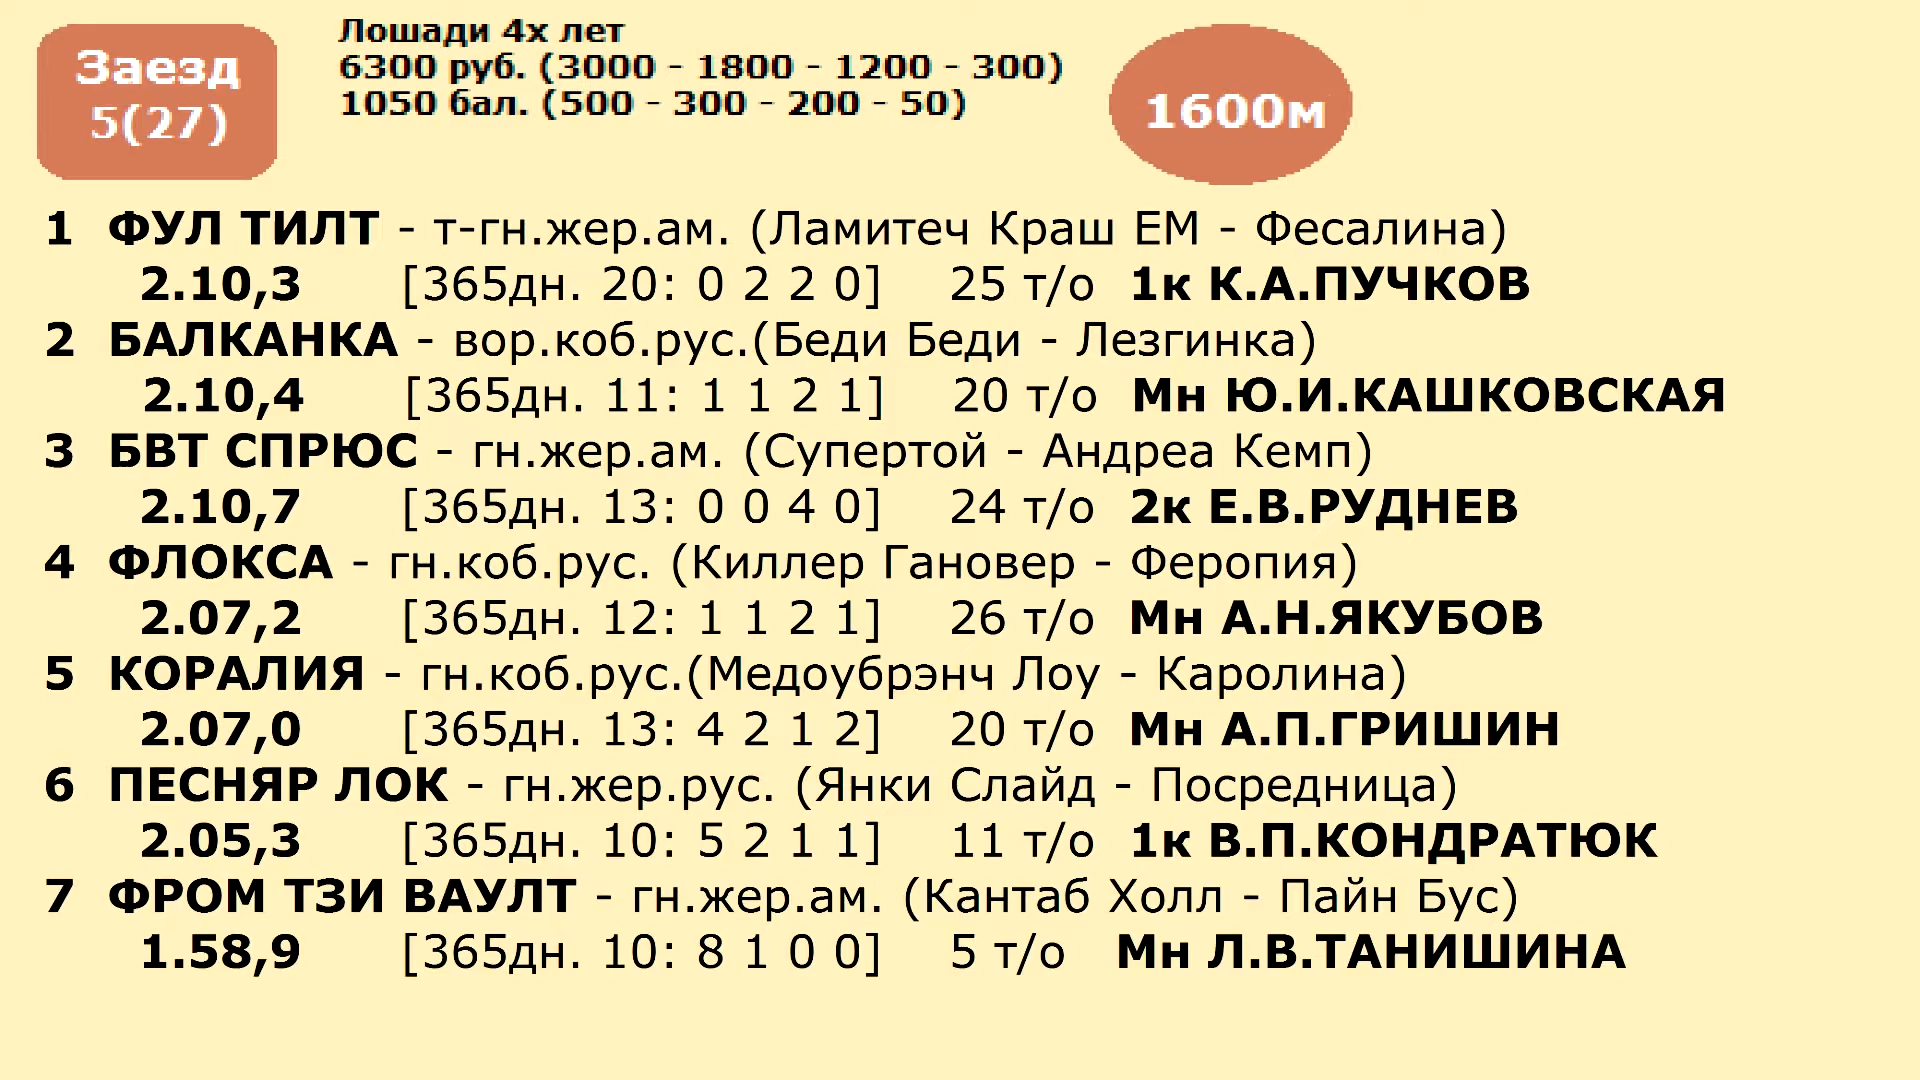 Заезд
5(27)
Лошади 4х лет
6300 руб. (3000 - 1800 - 1200 - 300)
1050 бал. (500 - 300 - 200 - 50)
1600м
1 ФУЛ ТИЛТ - т-гн.жер.ам. (Ламитеч Краш ЕМ - Фесалина)
2.10,3 [365дн. 20: 0 2 2 0] 25 т/о 1к К.А.ПУЧКОВ
2 БАЛКАНКА - вор.коб.рус.(Беди Беди - Лезгинка)
2.10,4 [365дн. 11: 1 1 2 1] 20 т/о Мн Ю.И.КАШКОВСКАЯ
3 БВТ СПРЮС - гн.жер.ам. (Супертой - Андреа Кемп)
2.10,7 [365дн. 13: 0 0 4 0] 24 т/о 2к Е.В.РУДНЕВ
4 ФЛОКСА - гн.коб.рус. (Киллер Гановер - Феропия)
2.07,2 [365дн. 12: 1 1 2 1] 26 т/о Мн А.Н.ЯКУБОВ
5 КОРАЛИЯ - гн.коб.рус.(Медоубрэнч Лоу - Каролина)
2.07,0 [365дн. 13: 4 2 1 2] 20 т/о Мн А.П.ГРИШИН
6 ПЕСНЯР ЛОК - гн.жер.рус. (Янки Слайд - Посредница)
2.05,3 [365дн. 10: 5 2 1 1] 11 т/о 1к В.П.КОНДРАТЮК
7 ФРОМ ТЗИ ВАУЛТ - гн.жер.ам. (Кантаб Холл - Пайн Бус)
1.58,9 [365дн. 10: 8 1 0 0] 5 т/о Мн Л.В.ТАНИШИНА